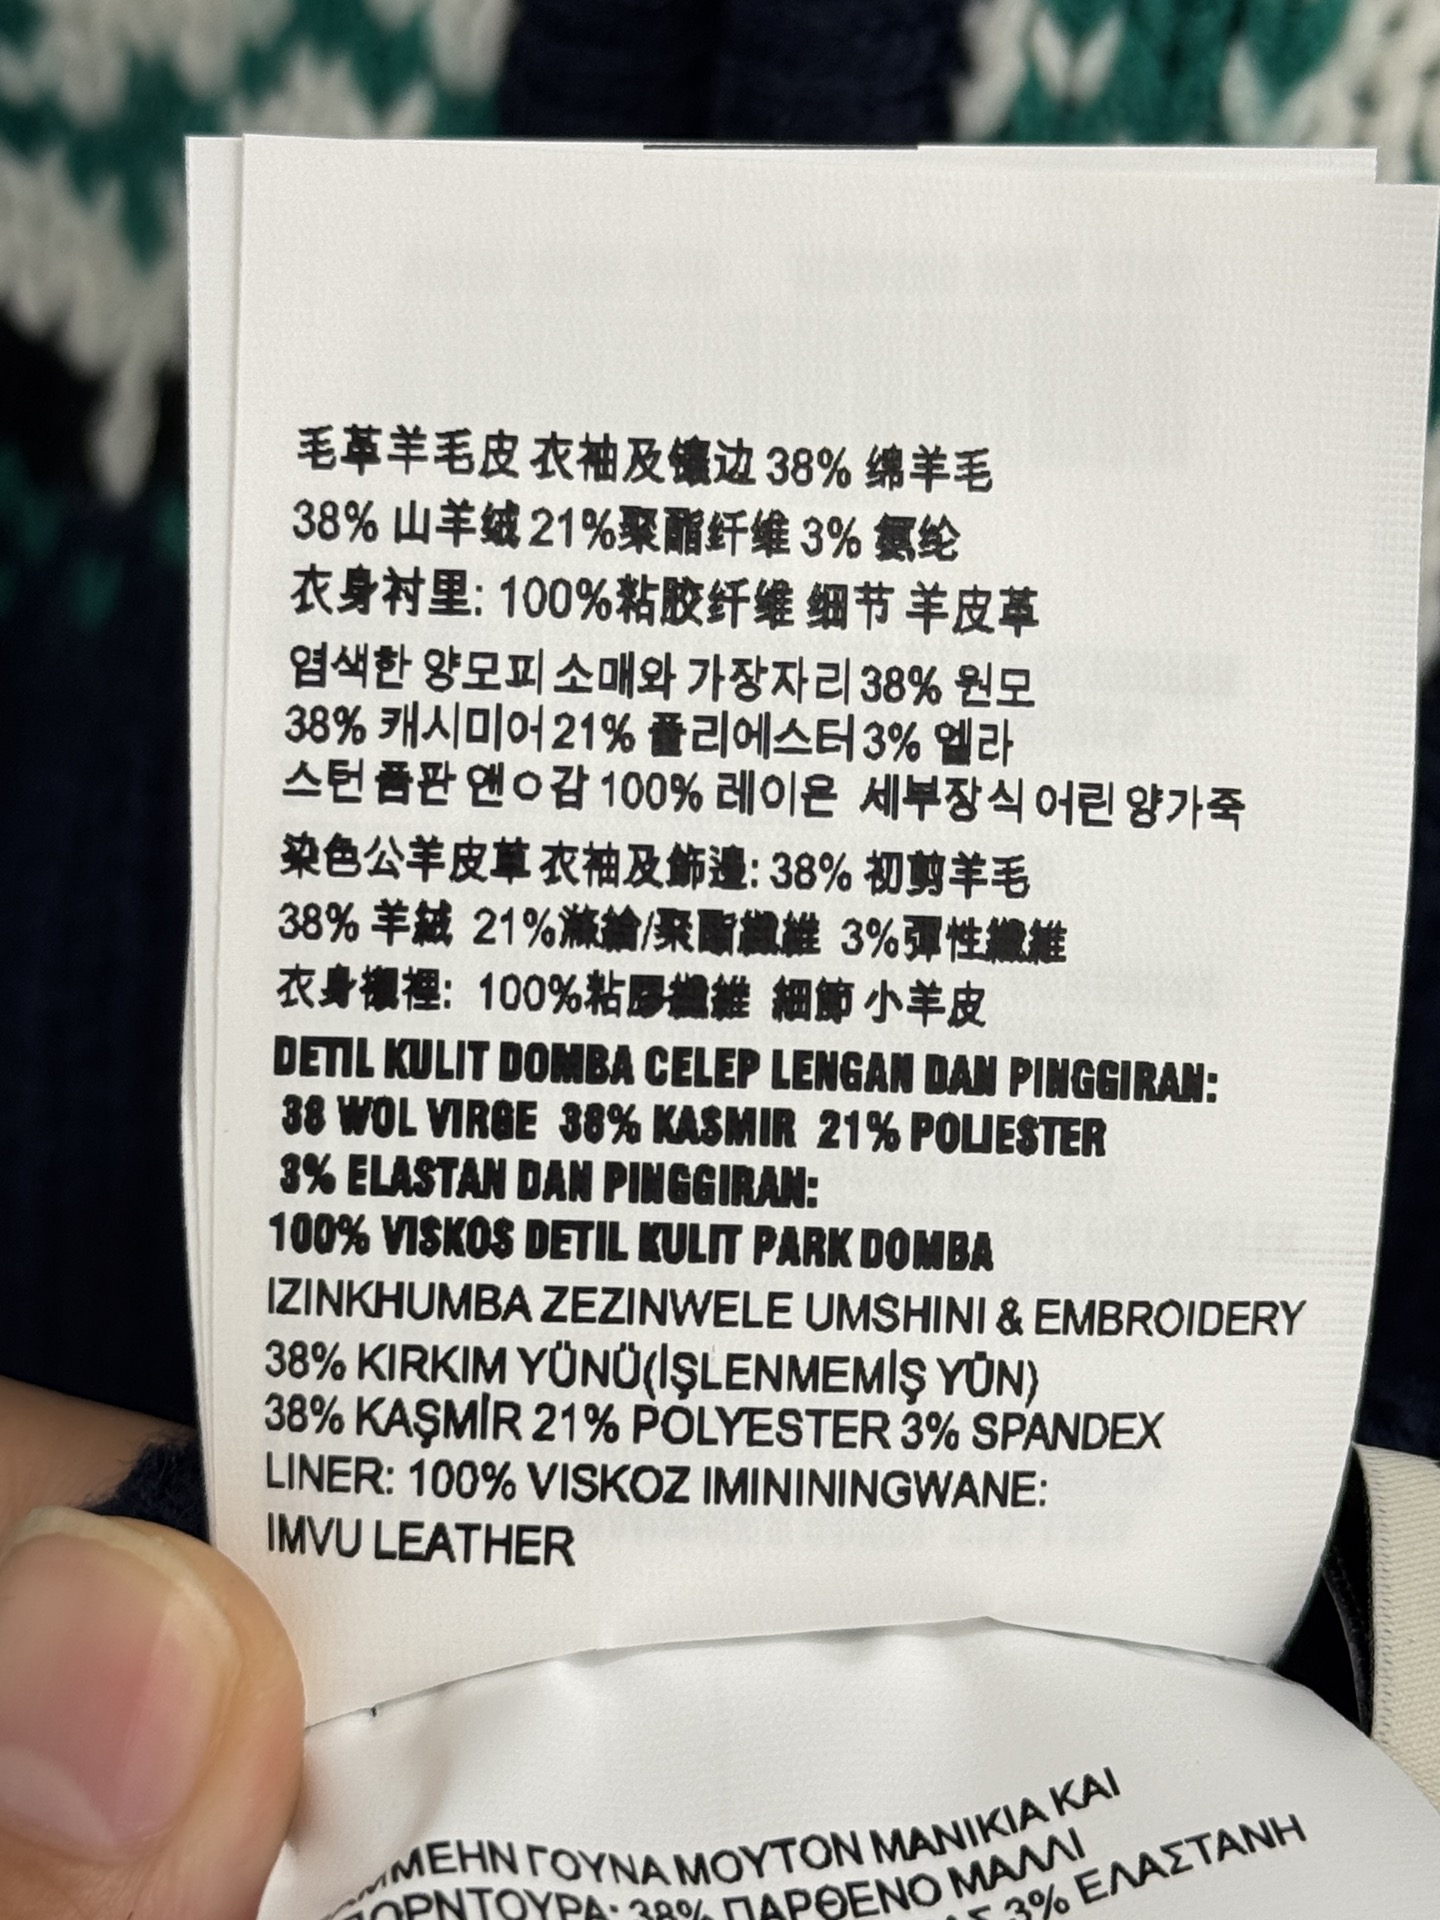 毛革羊毛皮 衣袖及镶边 38% 绵羊毛
38% 山羊绒 21%聚酯纤维 3% 氨纶
衣身衬里: 100%粘胶纤维 细节 羊皮革
염색한 양모피 소매와 가장자리 38% 원모
38% 캐시미어 21% 폴리에스터 3% 엘라
스턴 품판 앤ㅇ감 100% 레이온 세부장식 어린 양가죽
染色公羊皮草 衣袖及飾邊: 38% 初剪羊毛
38% 羊絨 21%滌綸/聚酯纖維 3%彈性纖維
衣身襯裡: 100%粘膠纖維 細節 小羊皮
DETIL KULIT DOMBA CELEP LENGAN DAN PINGGIRAN:
38 WOL VIRGE 38% KASMIR 21% POLIESTER
3% ELASTAN DAN PINGGIRAN:
100% VISKOS DETIL KULIT PARK DOMBA
IZINKHUMBA ZEZINWELE UMSHINI & EMBROIDERY
38% KIRKIM YÜNÜ(İŞLENMEMİŞ YÜN)
38% KAŞMİR 21% POLYESTER 3% SPANDEX
LINER: 100% VISKOZ IMINININGWANE:
IMVU LEATHER
ΓΟΥΝΑ ΜΟΥΤΟΝ ΜΑΝΙΚΙΑ ΚΑΙ
38% ΠΑΡΘΕΝΟ ΜΑΛΛΙ
3% ΕΛΑΣΤΑΝΗ